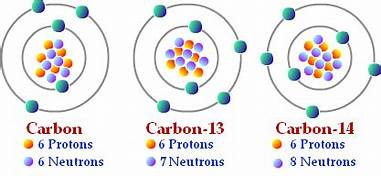 Carbon Carbon-13 Carbon-14
6 Protons 6 Protons 6 Protons
6 Neutrons 7 Neutrons 8 Neutrons